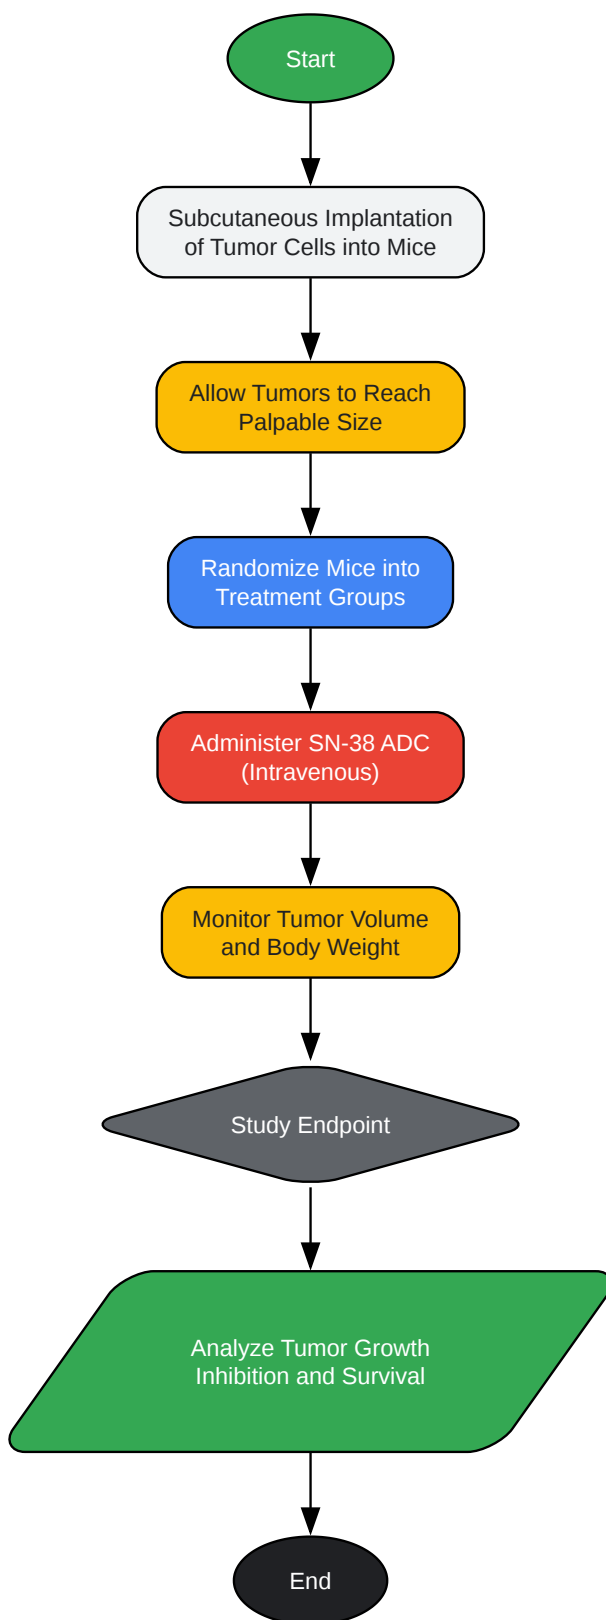 Start
Subcutaneous Implantation
of Tumor Cells into Mice
Allow Tumors to Reach
Palpable Size
Randomize Mice into
Treatment Groups
Administer SN-38 ADC
(Intravenous)
Monitor Tumor Volume
and Body Weight
Study Endpoint
Analyze Tumor Growth
Inhibition and Survival
End